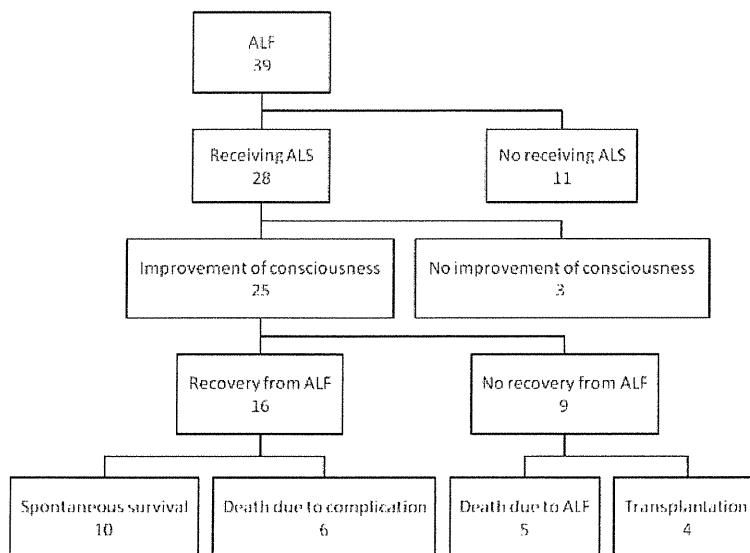 ALF
39
Receiving ALS
28
No receiving ALS
11
Improvement of consciousness
25
No improvement of consciousness
3
Recovery from ALF
16
No recovery from ALF
9
Spontaneous survival
10
Death due to complication
6
Death due to ALF
5
Transplantation
4